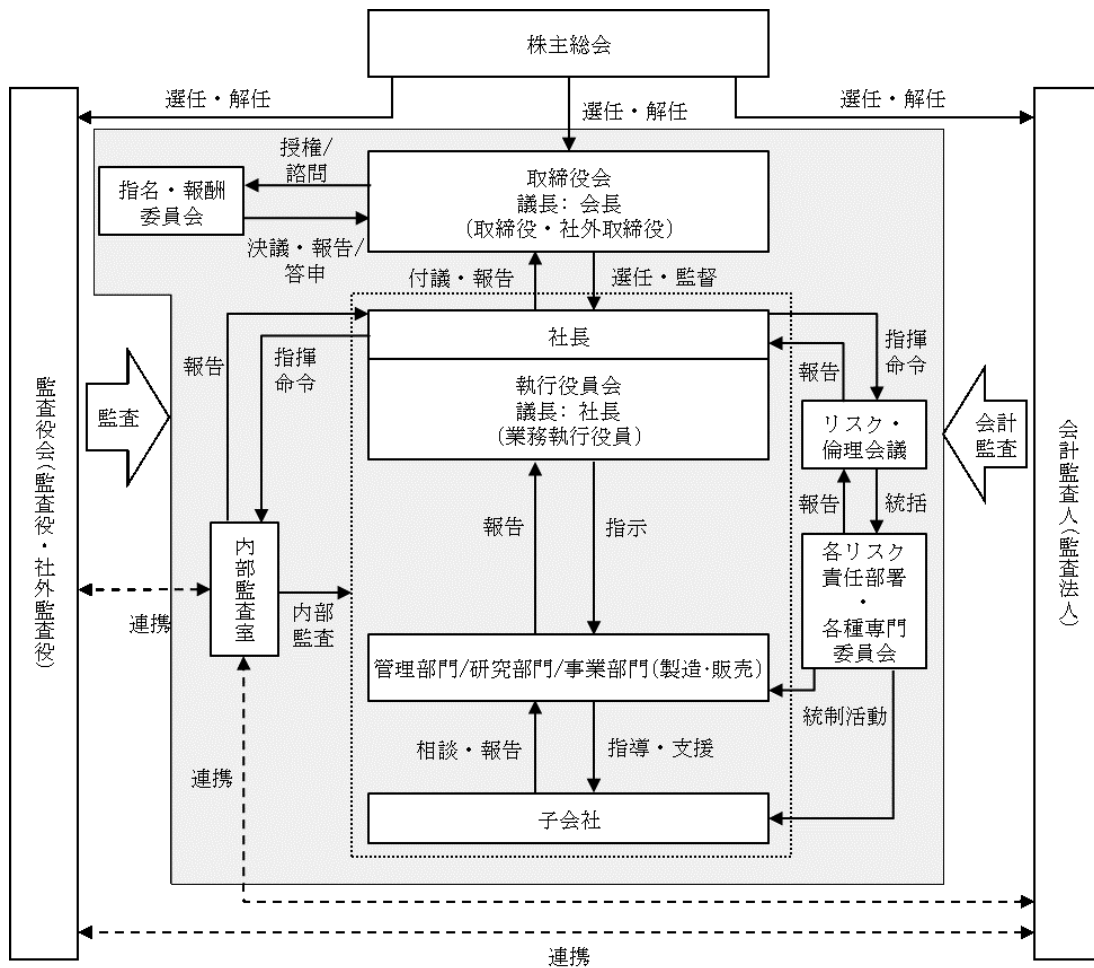 株主総会
選任・解任
選任・解任
選任・解任
授権/
諮問
指名・報酬
委員会
取締役会
議長: 会長
(取締役・社外取締役)
決議・報告/
答申
付議・報告
選任・監督
社長
報告
指揮
命令
指揮
命令
報告
執行役員会
議長: 社長
(業務執行役員)
監査
リスク・
倫理会議
会計
監査
監査役会(監査役・社外監査役)
会計監査人(監査法人)
報告
統括
報告
指示
内部監査室
各リスク
責任部署
・
各種専門
委員会
連携
内部
監査
管理部門/研究部門/事業部門(製造・販売)
統制活動
相談・報告
指導・支援
連携
子会社
連携